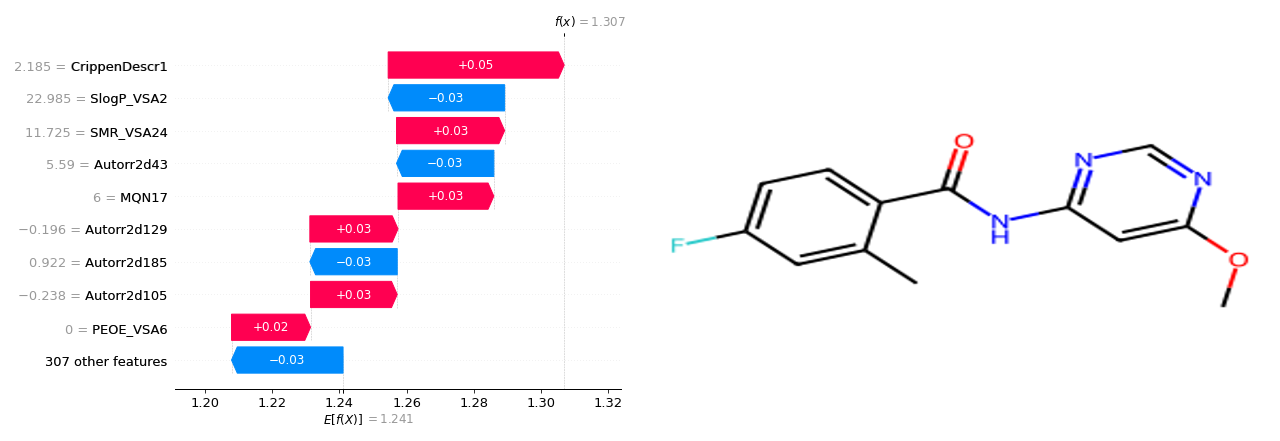 f(x) = 1.307
2.185 = CrippenDescr1
+0.05
22.985 = SlogP_VSA2
−0.03
11.725 = SMR_VSA24
+0.03
5.59 = Autorr2d43
−0.03
6 = MQN17
+0.03
−0.196 = Autorr2d129
+0.03
0.922 = Autorr2d185
−0.03
−0.238 = Autorr2d105
+0.03
0 = PEOE_VSA6
+0.02
307 other features
−0.03
1.20 1.22 1.24 1.26 1.28 1.30 1.32
E[f(X)] = 1.241
O
N
N
F
N
H
O